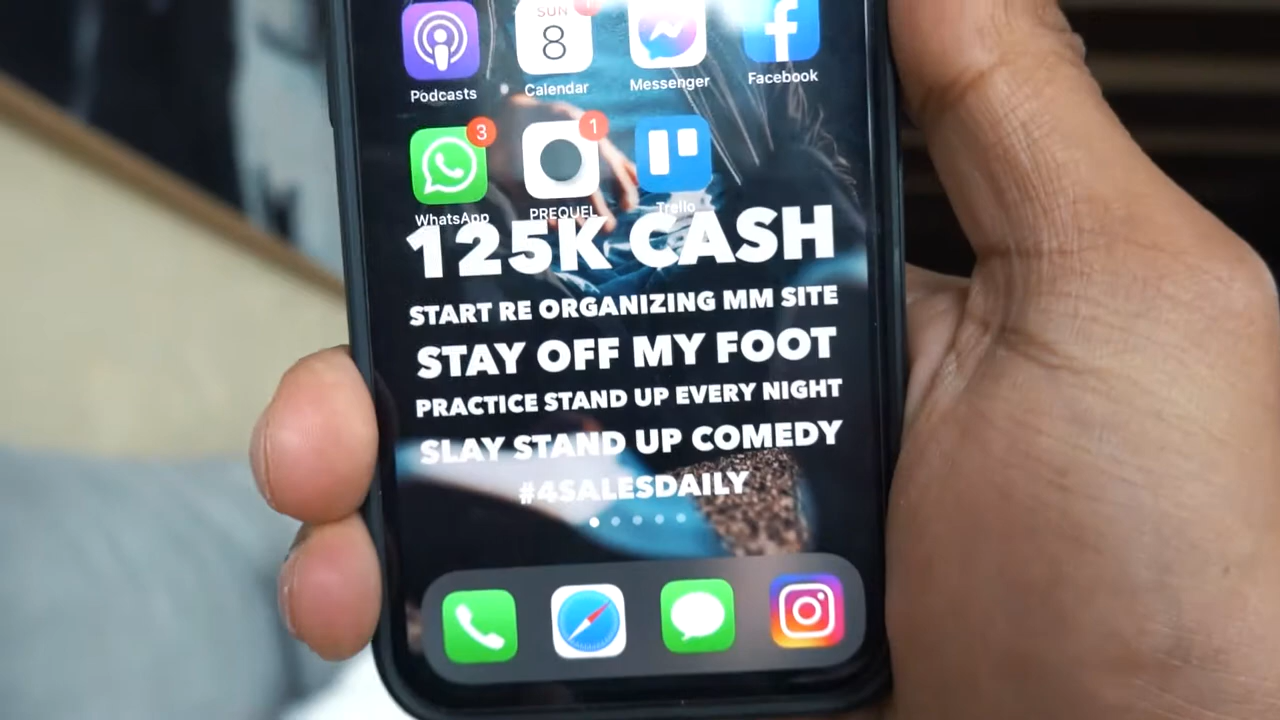 SUN
8
Podcasts
Calendar
Messenger
Facebook
3
1
WhatsApp
PREQUEL
Trello
125K CASH
START RE ORGANIZING MM SITE
STAY OFF MY FOOT
PRACTICE STAND UP EVERY NIGHT
SLAY STAND UP COMEDY
#4SALESDAILY